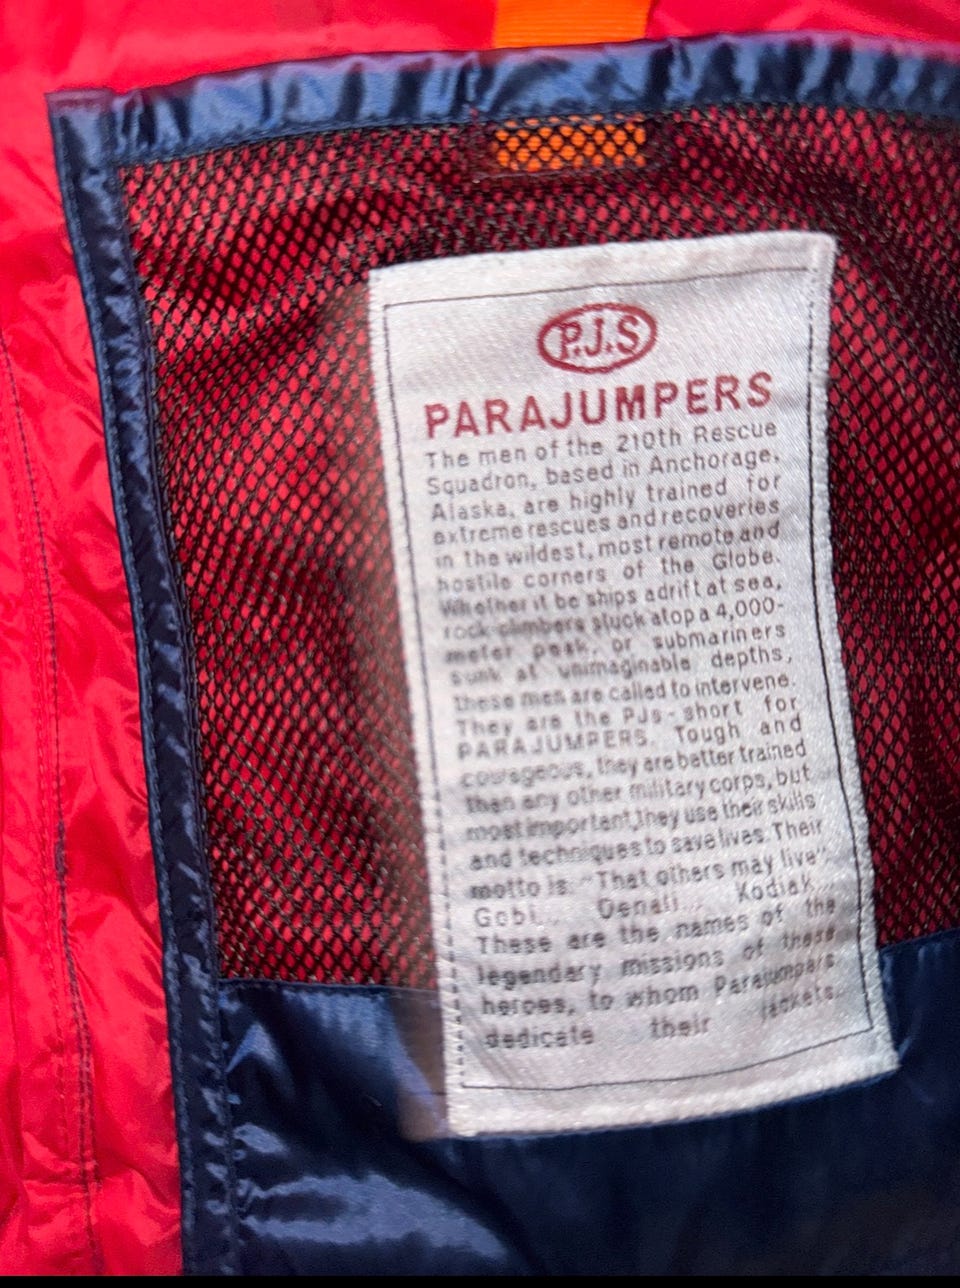 P.J.S
PARAJUMPERS
The men of the 210th Rescue
Squadron, based in Anchorage,
Alaska, are highly trained for
extreme rescues and recoveries
in the wildest, most remote and
hostile corners of the Globe.
Whether it be ships adrift at sea,
rock-climbers stuck atop a 4,000-
meter peak, or submariners
sunk at unimaginable depths,
these men are called to intervene.
They are the PJs - short for
PARAJUMPERS. Tough and
courageous, they are better trained
than any other military corps, but
most important, they use their skills
and techniques to save lives. Their
motto is: "That others may live"
Gobi... Denali... Kodiak...
These are the names of the
legendary missions of these
heroes, to whom Parajumpers
dedicate their jackets.